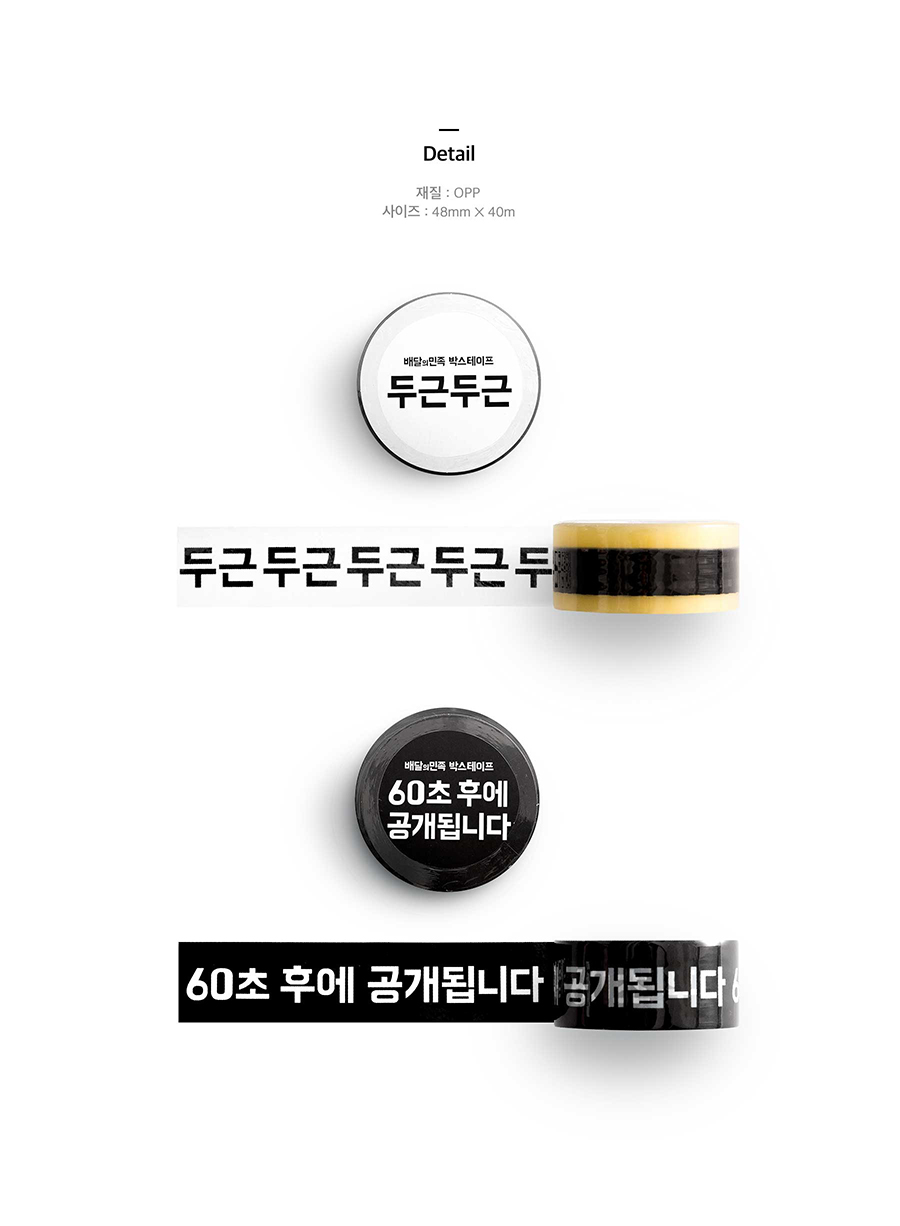 Detail
재질 : OPP
사이즈 : 48mm X 40m
배달의민족 박스테이프
두근두근
두근 두근 두근 두근 두
배달의민족 박스테이프
60초 후에
공개됩니다
60초 후에 공개됩니다 공개됩니다 6